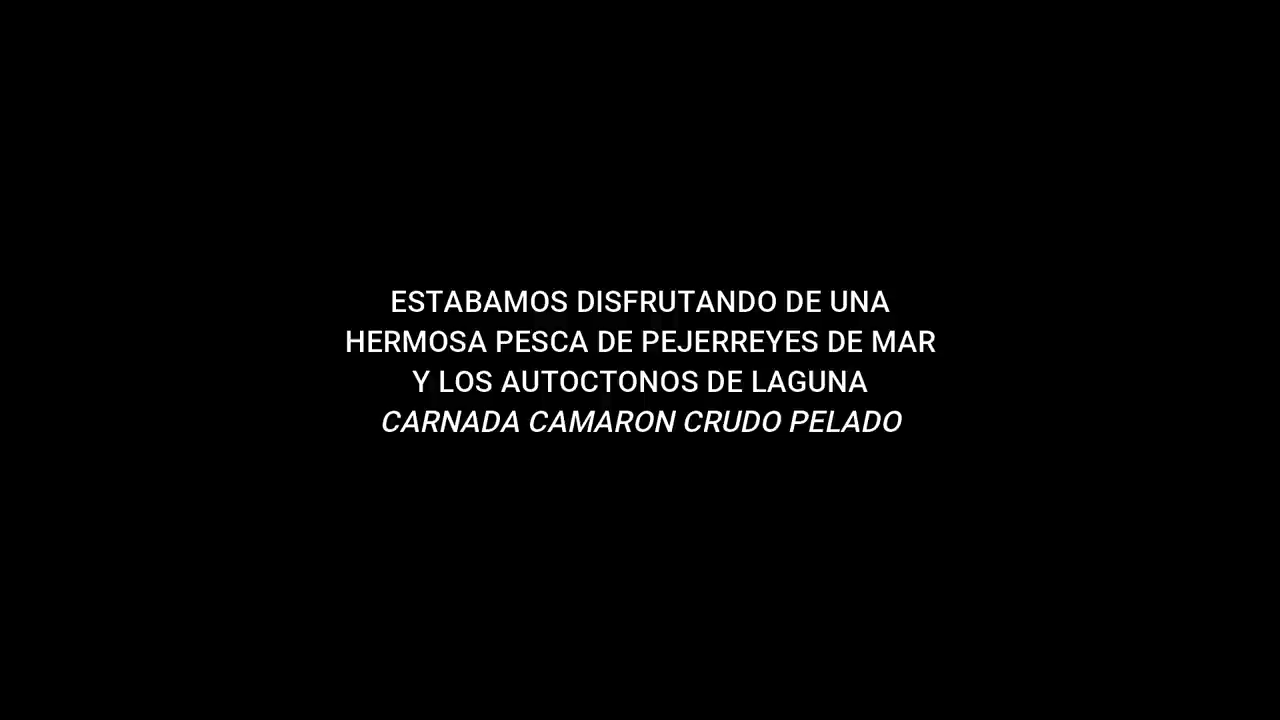 ESTABAMOS DISFRUTANDO DE UNA
HERMOSA PESCA DE PEJERREYES DE MAR
Y LOS AUTOCTONOS DE LAGUNA
CARNADA CAMARON CRUDO PELADO